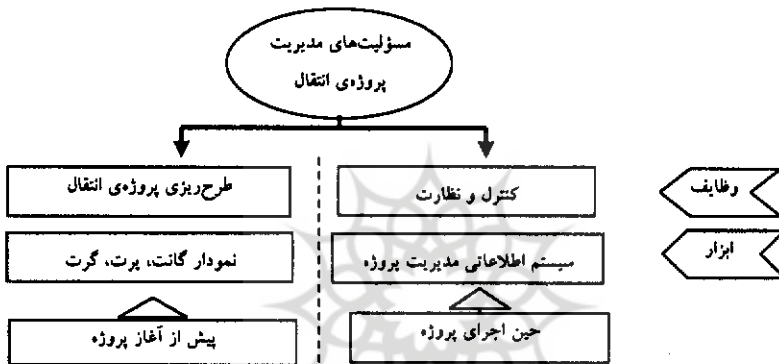 مسؤلیت‌های مدیریت
پروژه‌ی انتقال
وظایف
کنترل و نظارت
طرح‌ریزی پروژه‌ی انتقال
ابزار
سیستم اطلاعاتی مدیریت پروژه
نمودار گانت، پرت، گرت
حین اجرای پروژه
پیش از آغاز پروژه